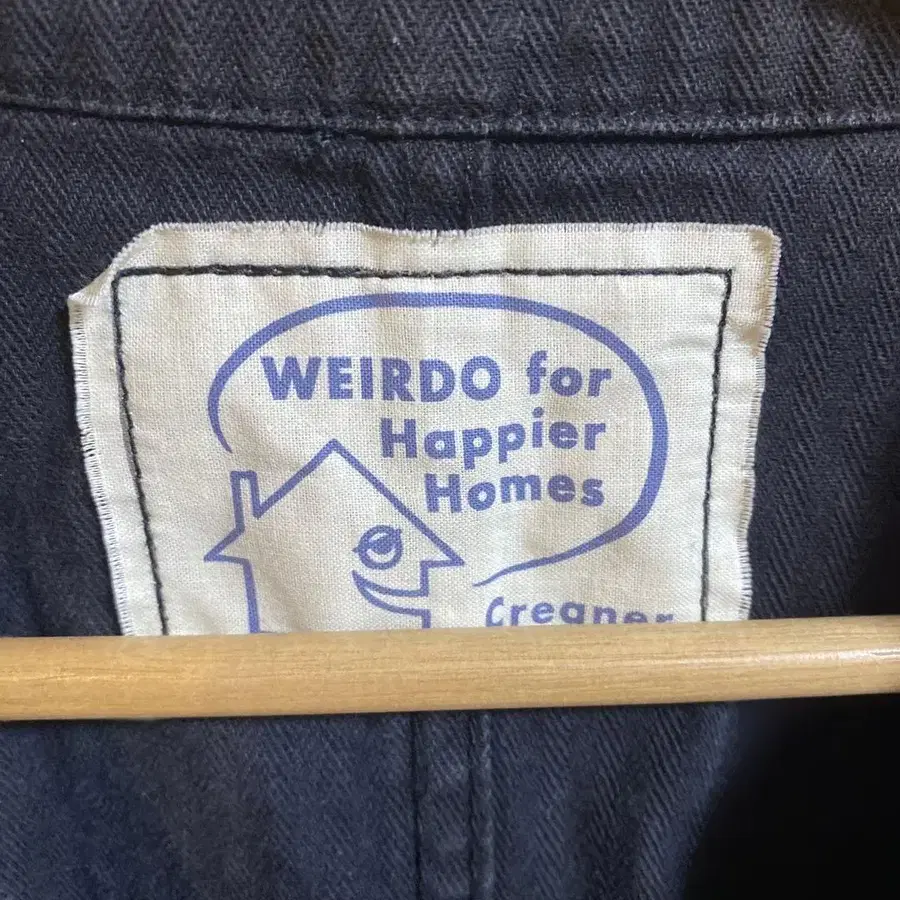 WEIRDO for
Happier
Homes
Creaner